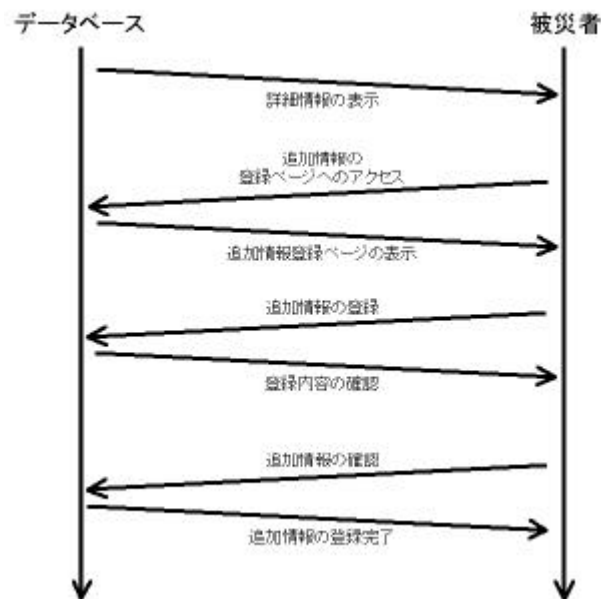 データベース
被災者
詳細情報の表示
追加情報の
登録ページへのアクセス
追加情報登録ページの表示
追加情報の登録
登録内容の確認
追加情報の確認
追加情報の登録完了